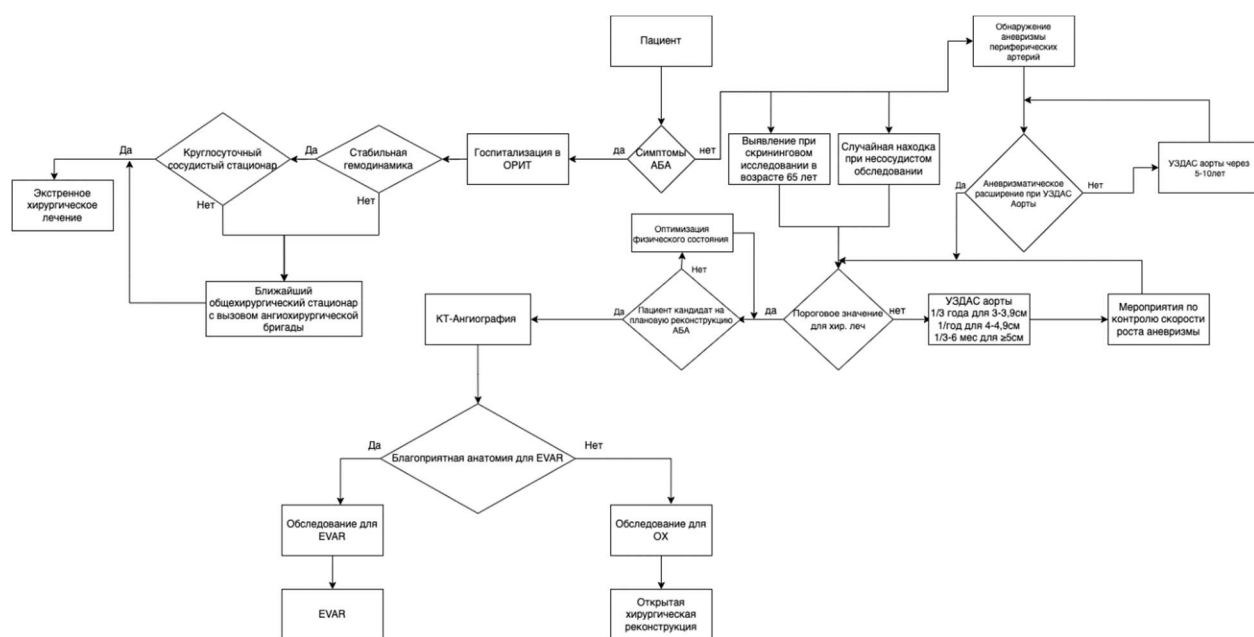 Пациент
Обнаружение
аневризмы
периферических
артерий
Симптомы
АБА
да
нет
Госпитализация в
ОРИТ
Стабильная
гемодинамика
Да
Нет
Круглосуточный
сосудистый стационар
Да
Нет
Экстренное
хирургическое
лечение
Ближайший
общехирургический стационар
с вызовом ангиохирургической
бригады
Выявление при
скрининговом
исследовании в
возрасте 65 лет
Случайная находка
при несосудистом
обследовании
Аневризматическое
расширение при УЗДАС
Аорты
Да
Нет
УЗДАС аорты через
5-10лет
Оптимизация
физического состояния
Нет
Пациент кандидат на
плановую реконструкцию
АБА
Да
да
Пороговое значение
для хир. леч
нет
УЗДАС аорты
1/3 года для 3-3,9см
1/год для 4-4,9см
1/3-6 мес для ≥5см
Мероприятия по
контролю скорости
роста аневризмы
КТ-Ангиография
Благоприятная анатомия для EVAR
Да
Нет
Обследование для
EVAR
Обследование для
ОХ
EVAR
Открытая
хирургическая
реконструкция